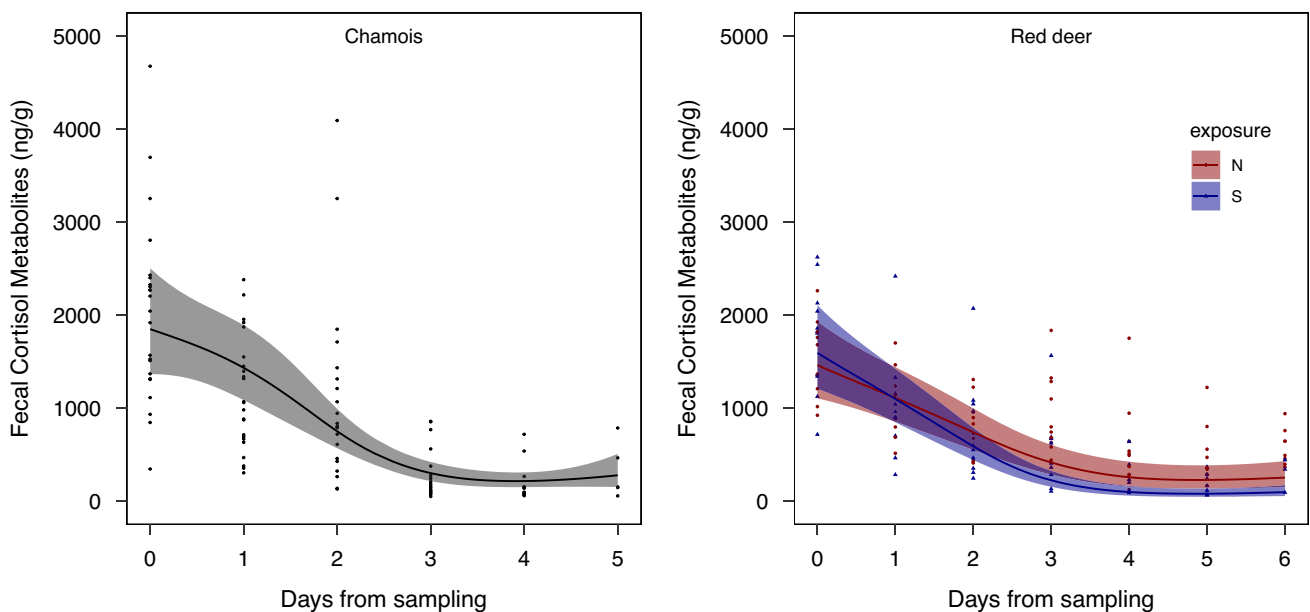 Chamois
Fecal Cortisol Metabolites (ng/g)
5000
4000
3000
2000
1000
0
0 1 2 3 4 5
Days from sampling
Red deer
Fecal Cortisol Metabolites (ng/g)
5000
4000
3000
2000
1000
0
exposure
N
S
0 1 2 3 4 5 6
Days from sampling